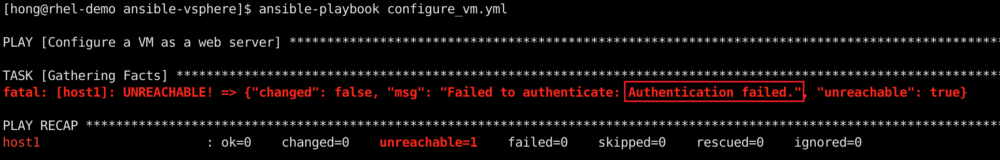 [hong@rhel-demo ansible-vsphere]$ ansible-playbook configure_vm.yml
PLAY [Configure a VM as a web server] **********************************************************************************************
TASK [Gathering Facts] *************************************************************************************************************
fatal: [host1]: UNREACHABLE! => {"changed": false, "msg": "Failed to authenticate: Authentication failed.", "unreachable": true}
PLAY RECAP *************************************************************************************************************************
host1                      : ok=0    changed=0    unreachable=1    failed=0    skipped=0    rescued=0    ignored=0